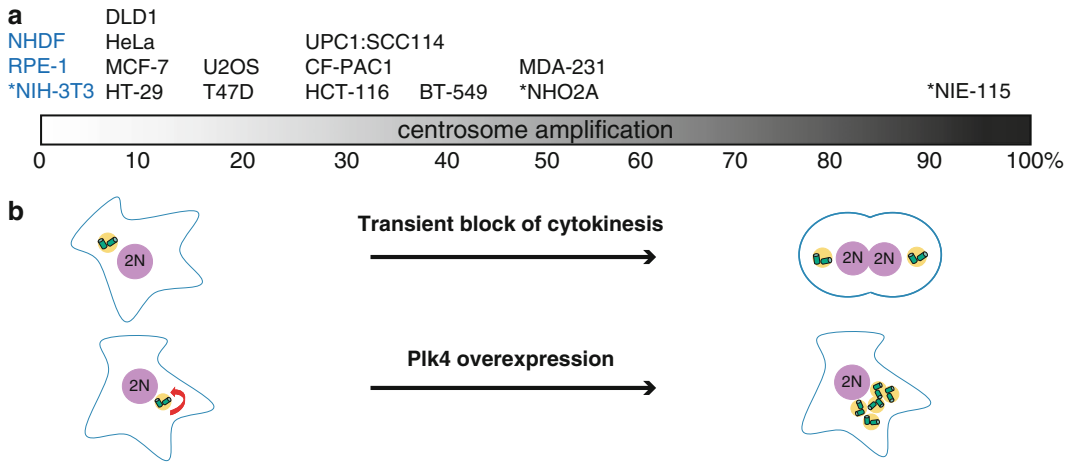 a
DLD1
NHDF HeLa UPC1:SCC114
RPE-1 MCF-7 U2OS CF-PAC1 MDA-231
*NIH-3T3 HT-29 T47D HCT-116 BT-549 *NHO2A *NIE-115
centrosome amplification
0 10 20 30 40 50 60 70 80 90 100%
b
Transient block of cytokinesis
2N 2N 2N
Plk4 overexpression
2N 2N